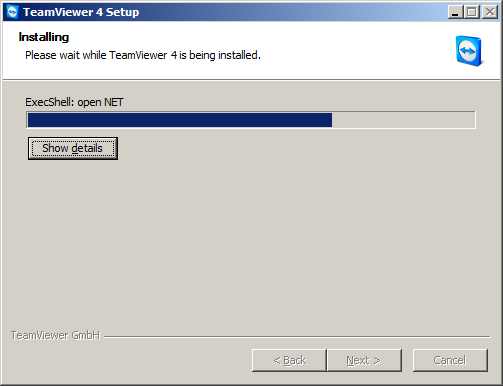 TeamViewer 4 Setup
Installing
Please wait while TeamViewer 4 is being installed.
ExecShell: open NET
Show details
TeamViewer GmbH
< Back Next > Cancel